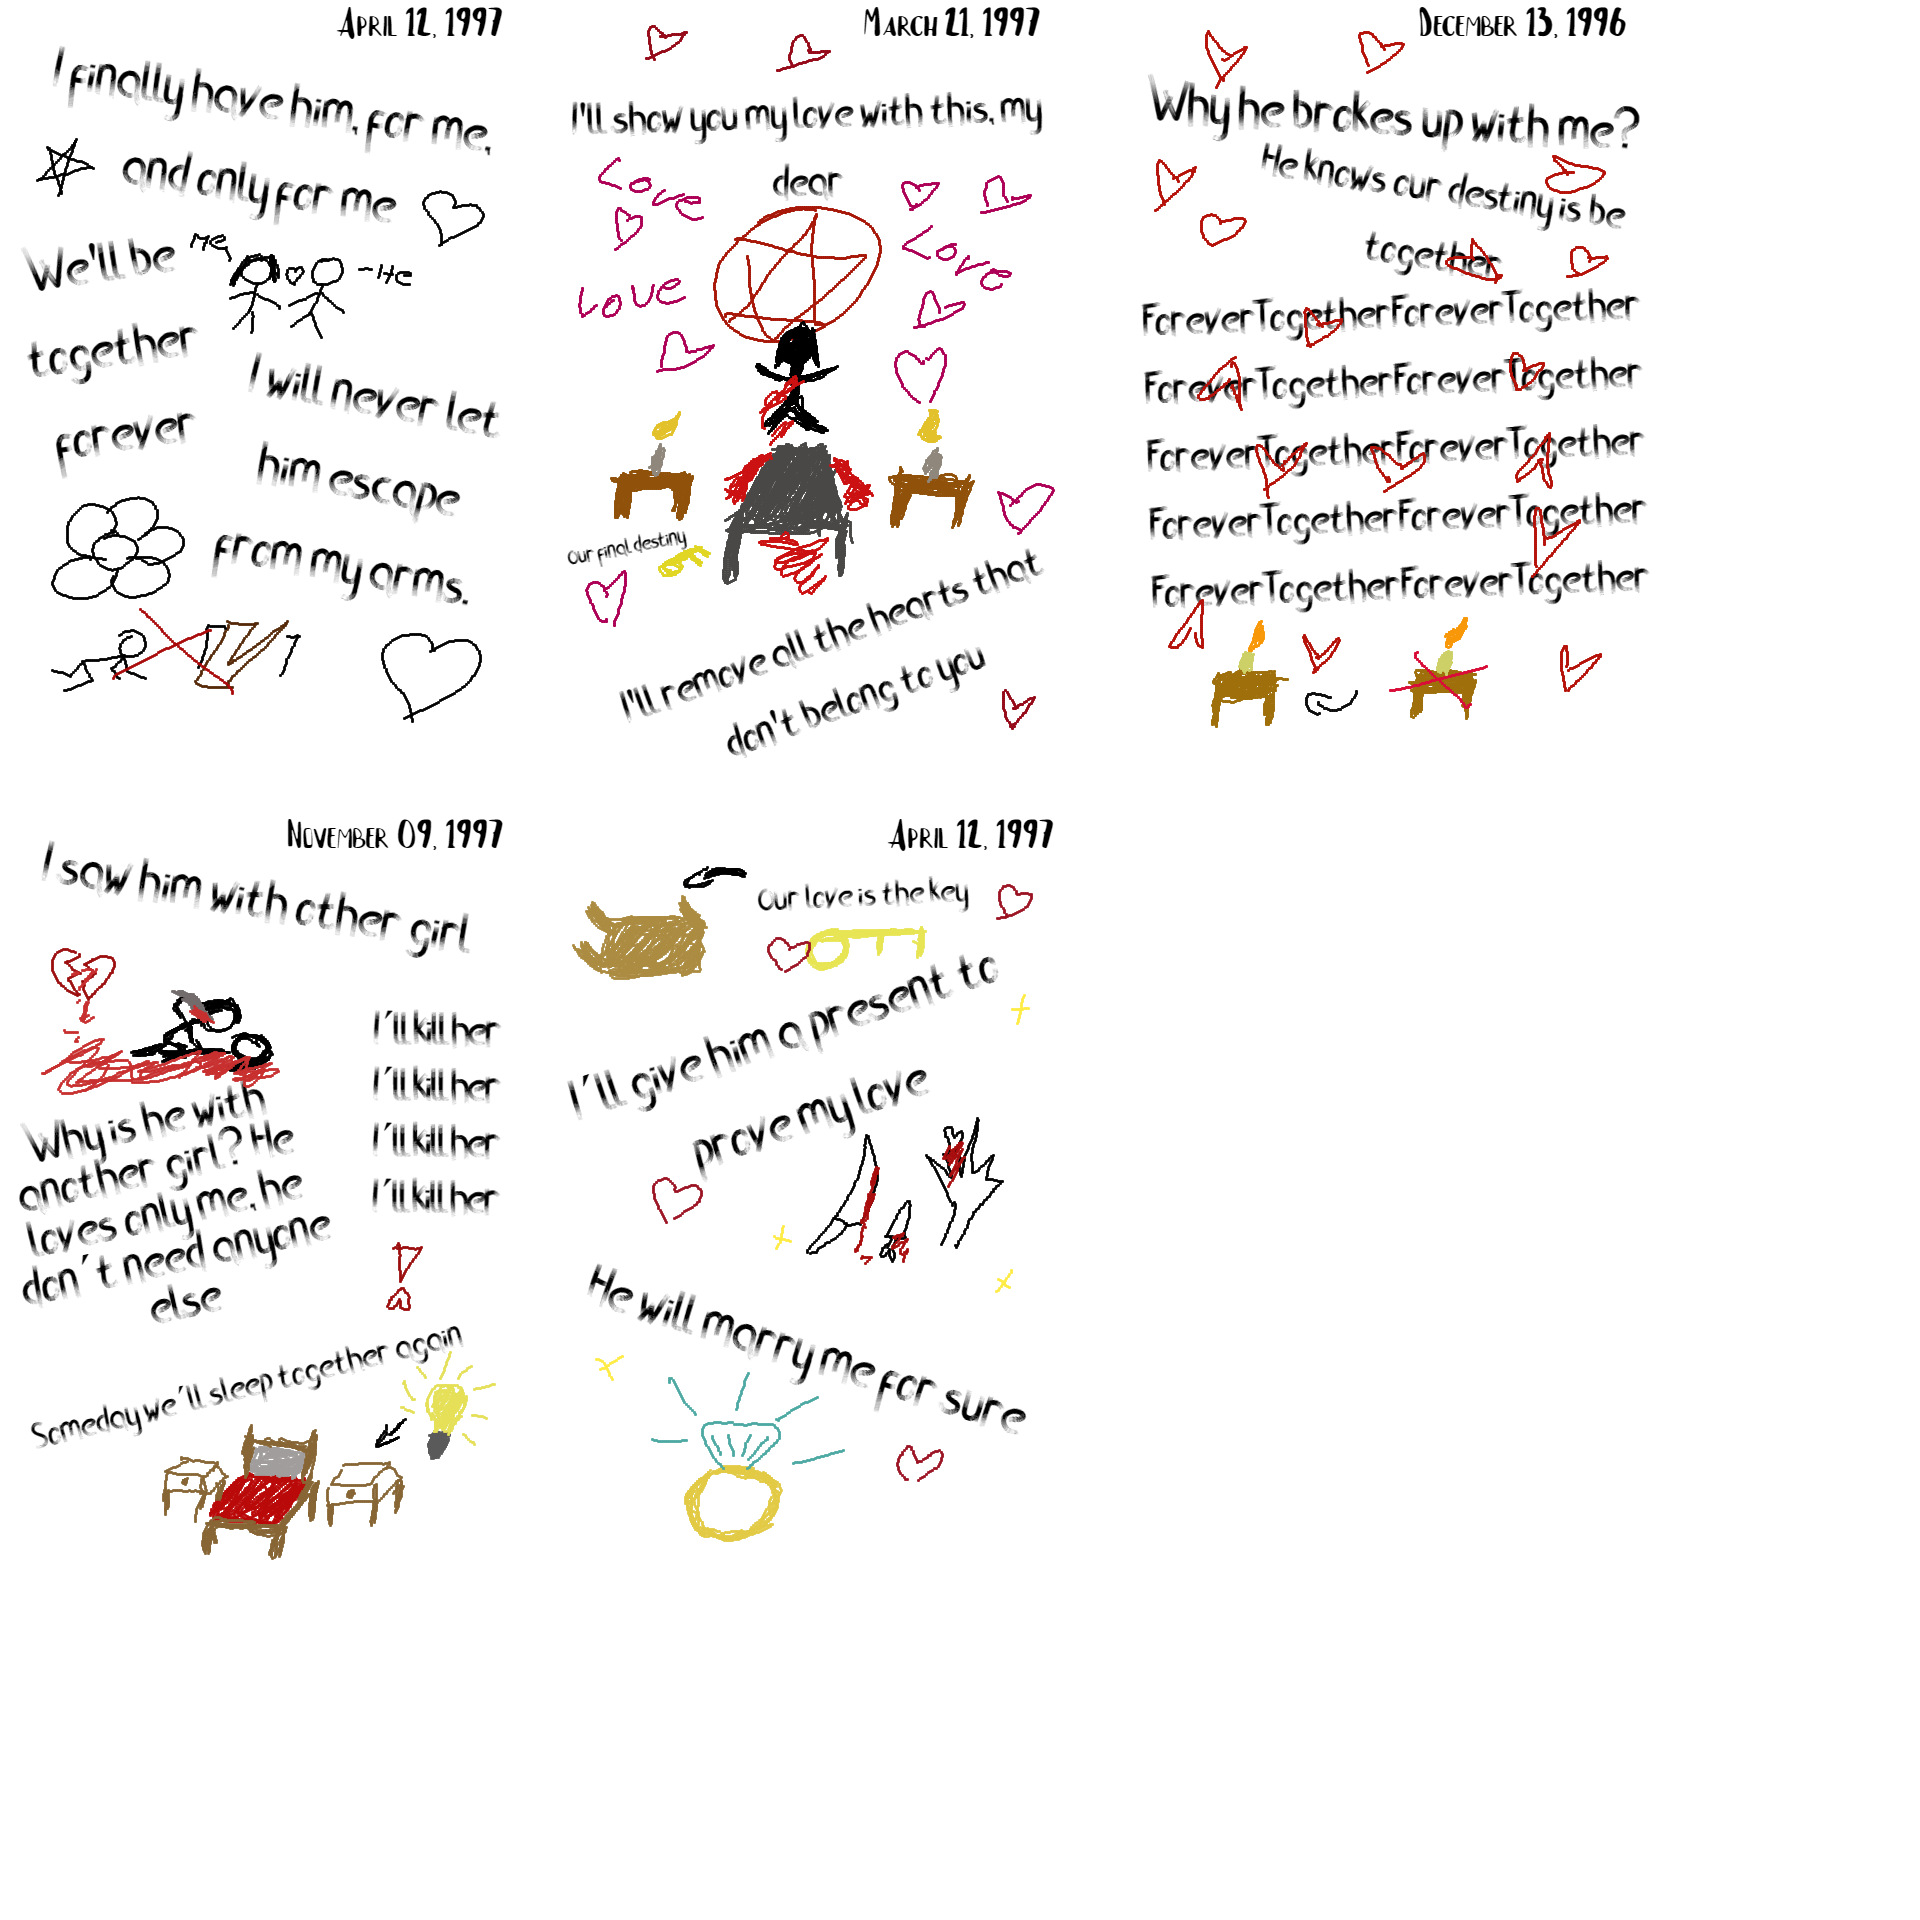 April 12, 1997
I finally have him, for me,
and only for me
We'll be
Me
He
together
forever
I will never let
him escape
from my arms.
March 21, 1997
I'll show you my love with this, my
dear
Love
Love
Love
Our final destiny
I'll remove all the hearts that
don't belong to you
December 13, 1996
Why he brokes up with me?
He knows our destiny is be
together
ForeverTogetherForeverTogether
ForeverTogetherForeverTogether
ForeverTogetherForeverTogether
ForeverTogetherForeverTogether
ForeverTogetherForeverTogether
November 09, 1997
I saw him with other girl
I´ll kill her
I´ll kill her
I´ll kill her
I´ll kill her
Why is he with
another girl? He
loves only me, he
don´t need anyone
else
Someday we´ll sleep together again
April 12, 1997
Our love is the key
I´ll give him a present to
prove my love
He will marry me for sure